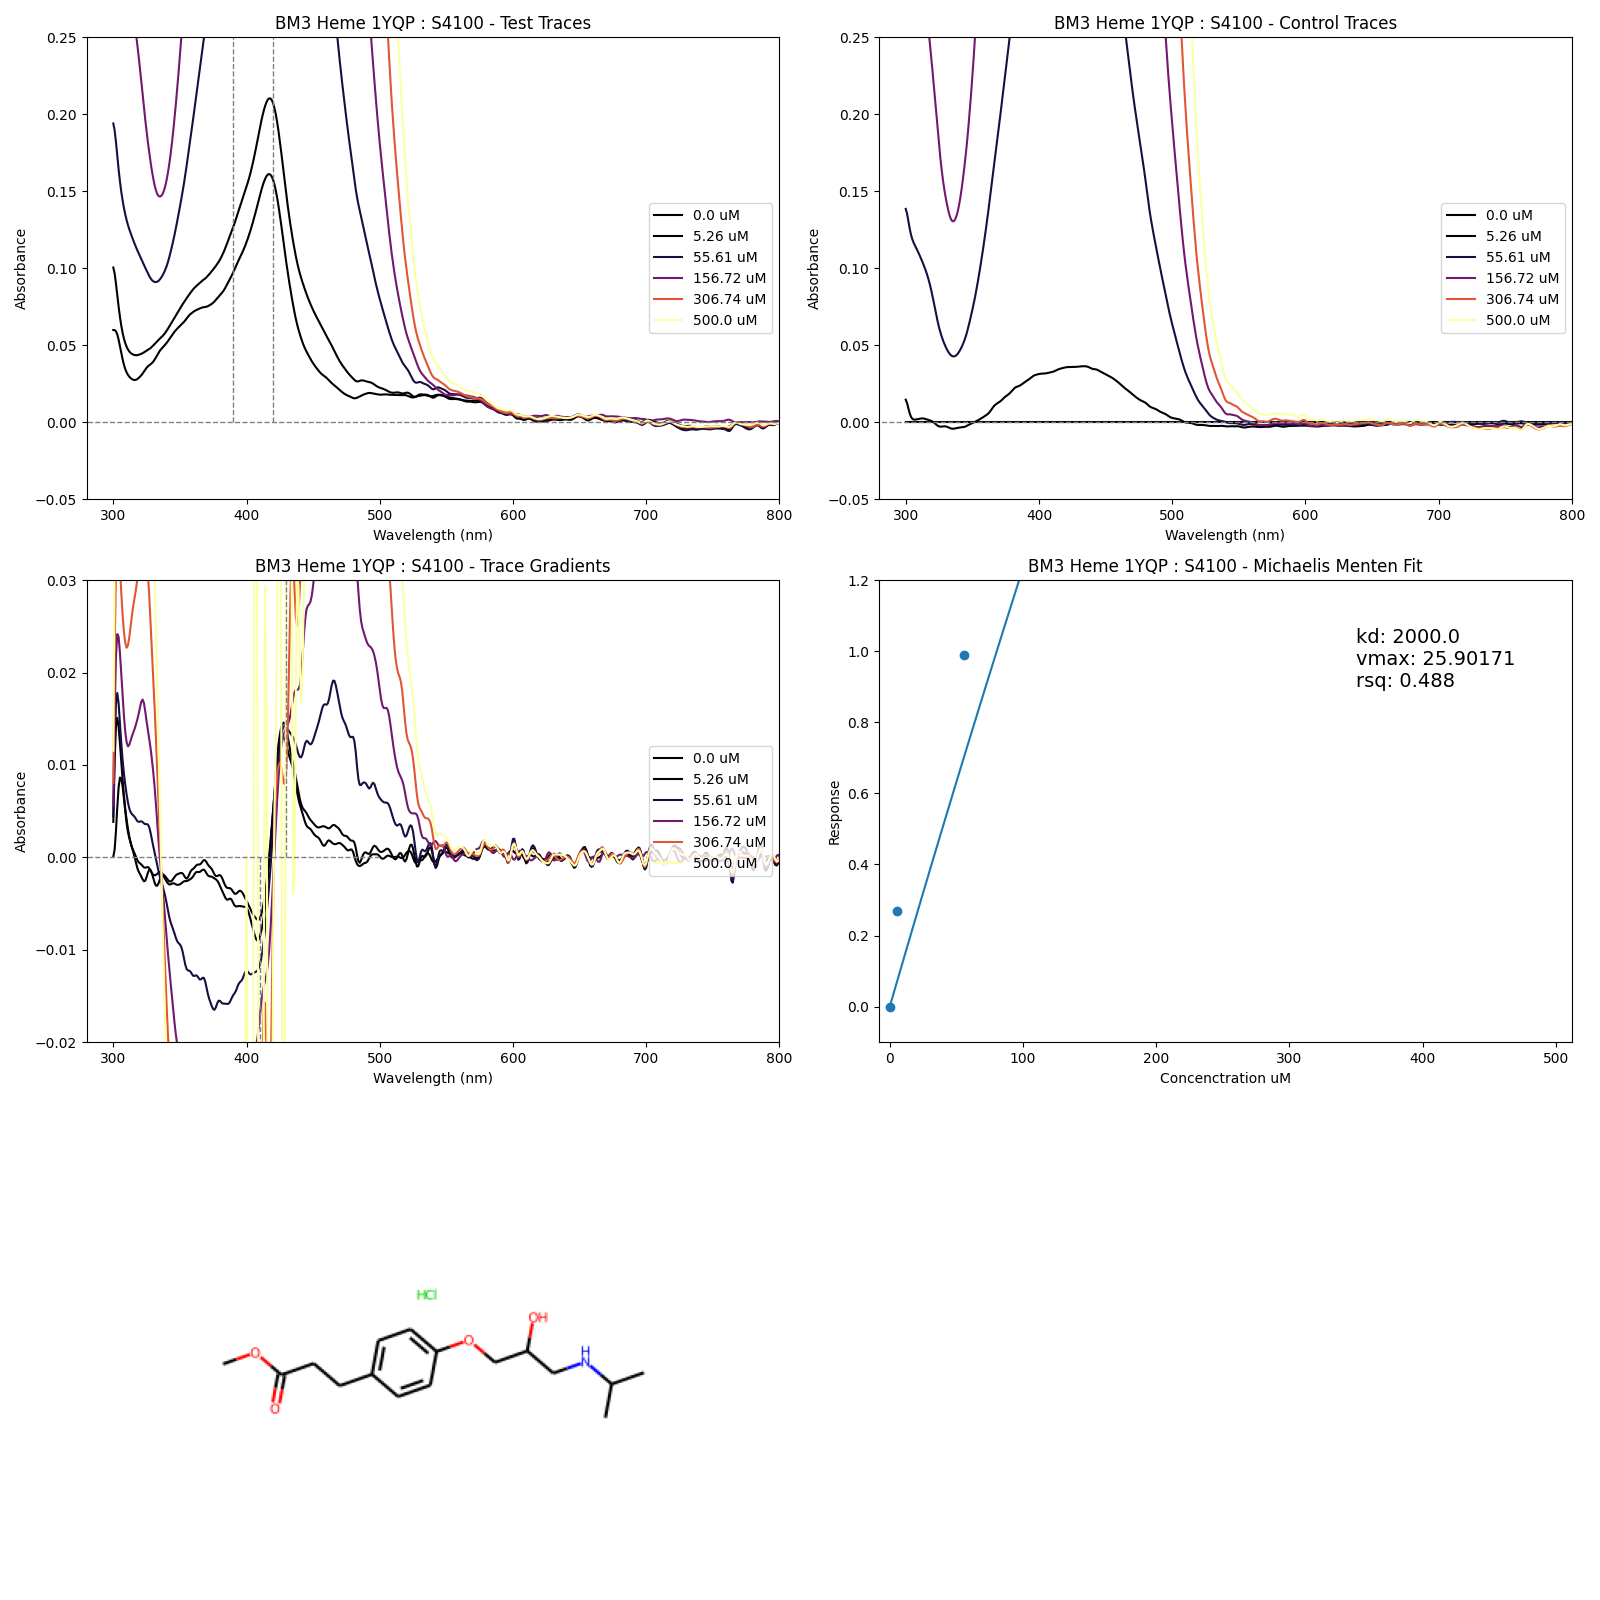 BM3 Heme 1YQP : S4100 - Test Traces
0.25
0.20
0.15
0.10
0.05
0.00
−0.05
Absorbance
300 400 500 600 700 800
Wavelength (nm)
0.0 uM
5.26 uM
55.61 uM
156.72 uM
306.74 uM
500.0 uM
BM3 Heme 1YQP : S4100 - Control Traces
0.25
0.20
0.15
0.10
0.05
0.00
−0.05
Absorbance
300 400 500 600 700 800
Wavelength (nm)
0.0 uM
5.26 uM
55.61 uM
156.72 uM
306.74 uM
500.0 uM
BM3 Heme 1YQP : S4100 - Trace Gradients
0.03
0.02
0.01
0.00
−0.01
−0.02
Absorbance
300 400 500 600 700 800
Wavelength (nm)
0.0 uM
5.26 uM
55.61 uM
156.72 uM
306.74 uM
500.0 uM
BM3 Heme 1YQP : S4100 - Michaelis Menten Fit
1.2
1.0
0.8
0.6
0.4
0.2
0.0
Response
0 100 200 300 400 500
Concenctration uM
kd: 2000.0
vmax: 25.90171
rsq: 0.488
HCl
OH
O
H
N
O
O